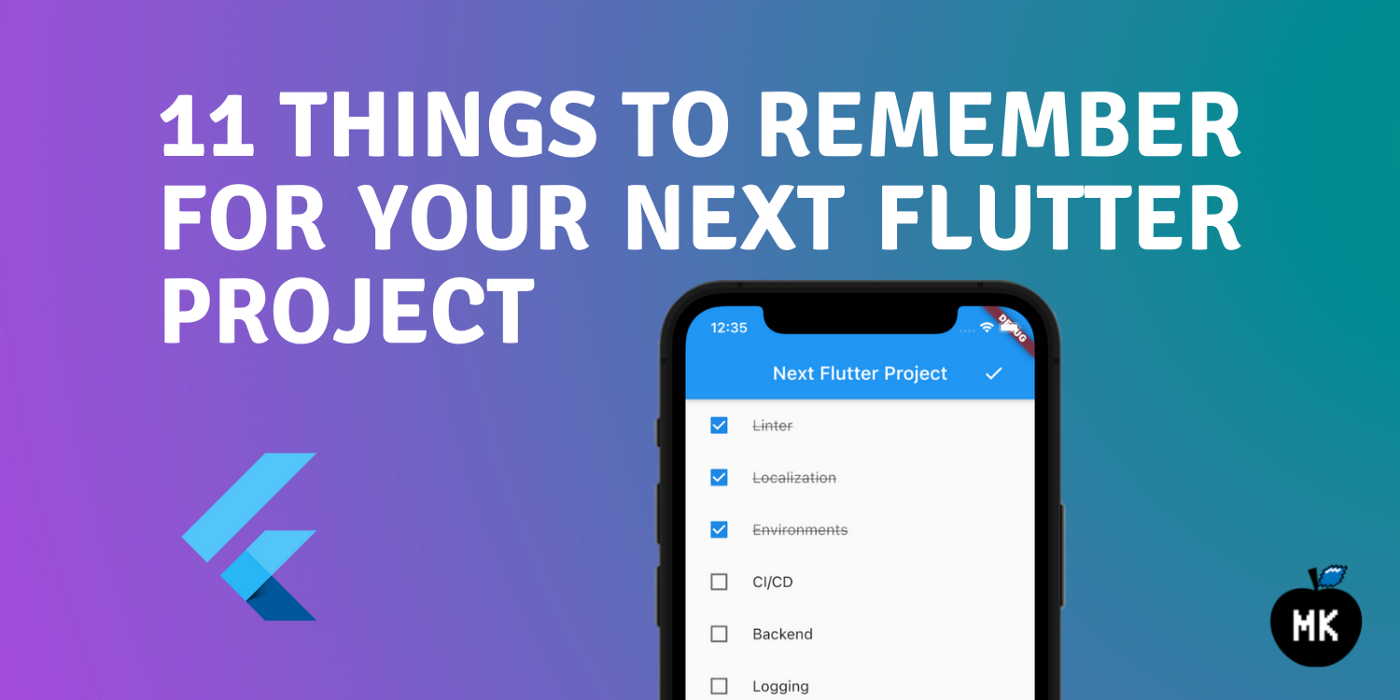 11 THINGS TO REMEMBER
FOR YOUR NEXT FLUTTER
PROJECT
12:35
DEBUG
Next Flutter Project
Linter
Localization
Environments
CI/CD
Backend
Logging
MK